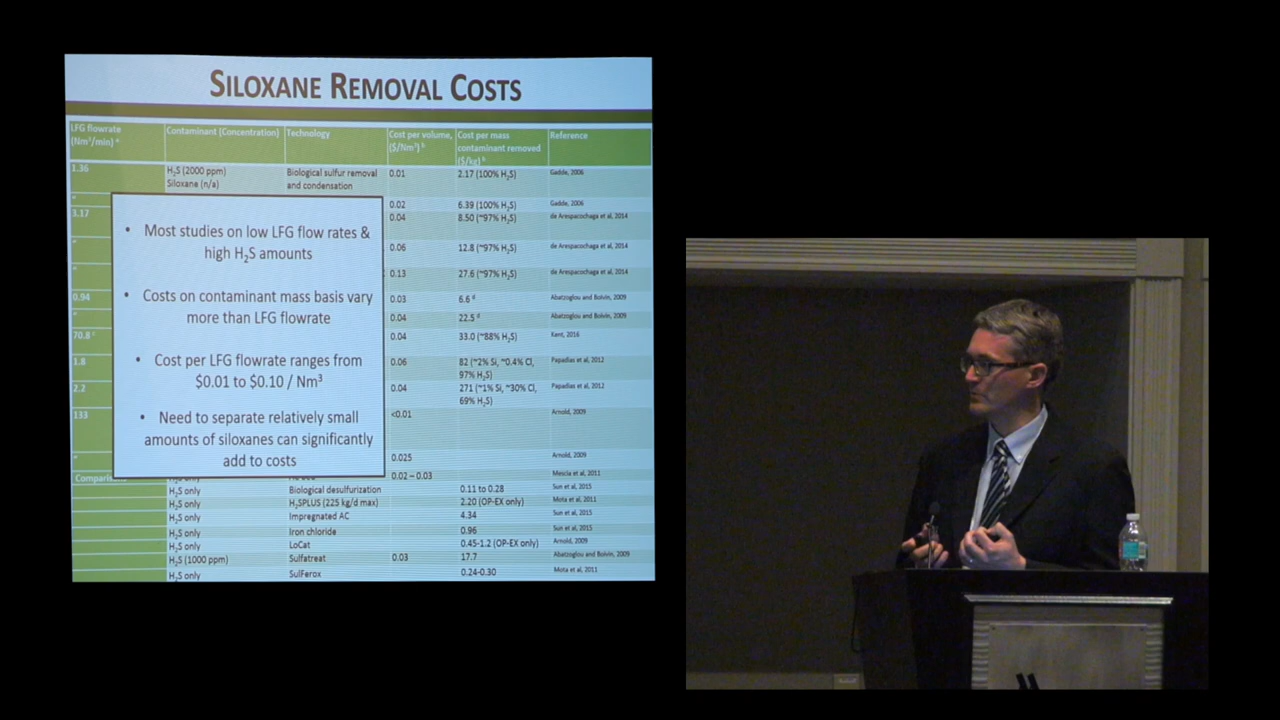 SILOXANE REMOVAL COSTS
LFG flowrate (Nm³/min) ᵃ Contaminant (Concentration) Technology Cost per volume, ($/Nm³) ᵇ Cost per mass contaminant removed ($/kg) ᵇ Reference
1.36 H₂S (2000 ppm) Siloxane (n/a) Biological sulfur removal and condensation 0.01 2.17 (100% H₂S) Gadde, 2006
" 0.02 6.39 (100% H₂S) Gadde, 2006
3.17 0.04 8.50 (~97% H₂S) de Arespacochaga et al, 2014
" 0.06 12.8 (~97% H₂S) de Arespacochaga et al, 2014
" 0.13 27.6 (~97% H₂S) de Arespacochaga et al, 2014
0.94 0.03 6.6 ᵈ Abatzoglou and Boivin, 2009
" 0.04 22.5 ᵈ Abatzoglou and Boivin, 2009
70.8 ᶜ 0.04 33.0 (~88% H₂S) Kent, 2016
1.8 0.06 82 (~2% Si, ~0.4% Cl, 97% H₂S) Papadias et al, 2012
2.2 0.04 271 (~1% Si, ~30% Cl, 69% H₂S) Papadias et al, 2012
133 <0.01 Arnold, 2009
" 0.025 Arnold, 2009
0.02 – 0.03 Mescia et al, 2011
• Most studies on low LFG flow rates &
high H₂S amounts
• Costs on contaminant mass basis vary
more than LFG flowrate
• Cost per LFG flowrate ranges from
$0.01 to $0.10 / Nm³
• Need to separate relatively small
amounts of siloxanes can significantly
add to costs
H₂S only Biological desulfurization 0.11 to 0.28 Sun et al, 2015
H₂S only H₂SPLUS (225 kg/d max) 2.20 (OP-EX only) Mota et al, 2011
H₂S only Impregnated AC 4.34 Sun et al, 2015
H₂S only Iron chloride 0.96 Sun et al, 2015
H₂S only LoCat 0.45-1.2 (OP-EX only) Arnold, 2009
H₂S (1000 ppm) Sulfatreat 0.03 17.7 Abatzoglou and Boivin, 2009
H₂S only SulFerox 0.24-0.30 Mota et al, 2011